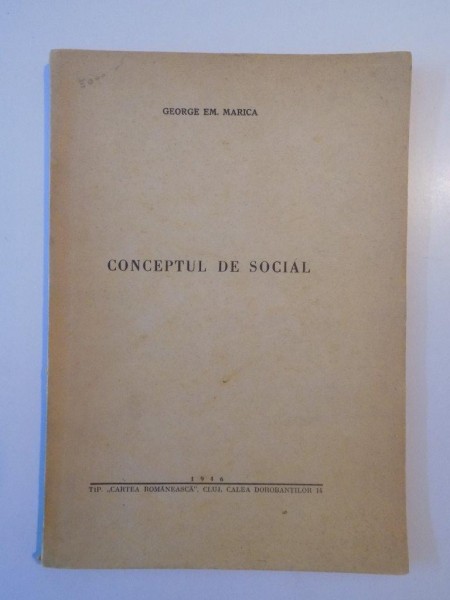 GEORGE EM. MARICA
CONCEPTUL DE SOCIAL
1946
TIP. „CARTEA ROMÂNEASCĂ”, CLUJ, CALEA DOROBANȚILOR 14